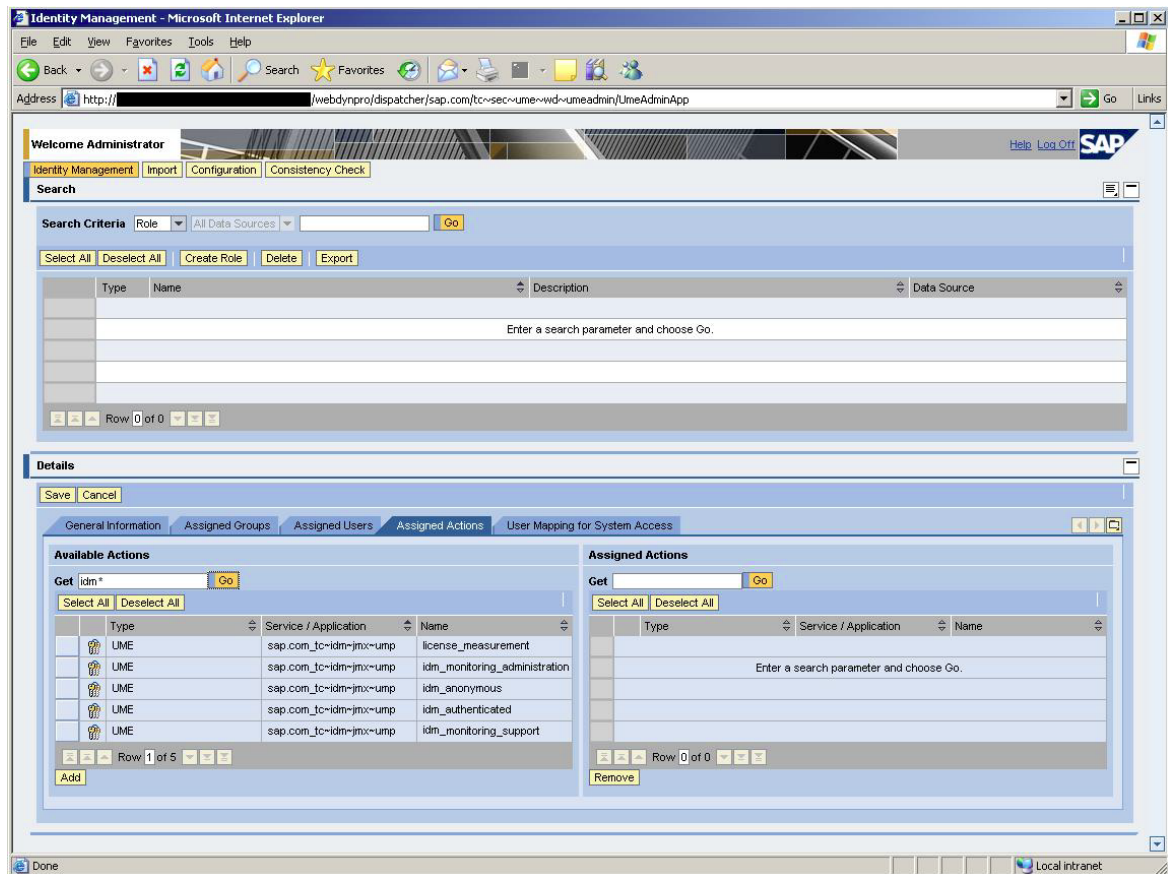 Identity Management - Microsoft Internet Explorer
File Edit View Favorites Tools Help
Back Search Favorites
Address http:// /webdynpro/dispatcher/sap.com/tc~sec~ume~wd~umeadmin/UmeAdminApp Go Links
Welcome Administrator Help Log Off SAP
Identity Management Import Configuration Consistency Check
Search
Search Criteria Role All Data Sources Go
Select All Deselect All Create Role Delete Export
Type Name Description Data Source
Enter a search parameter and choose Go.
Row 0 of 0
Details
Save Cancel
General Information Assigned Groups Assigned Users Assigned Actions User Mapping for System Access
Available Actions Assigned Actions
Get idm* Go Get Go
Select All Deselect All Select All Deselect All
Type Service / Application Name Type Service / Application Name
UME sap.com_tc~idm~jmx~ump license_measurement
UME sap.com_tc~idm~jmx~ump idm_monitoring_administration Enter a search parameter and choose Go.
UME sap.com_tc~idm~jmx~ump idm_anonymous
UME sap.com_tc~idm~jmx~ump idm_authenticated
UME sap.com_tc~idm~jmx~ump idm_monitoring_support
Row 1 of 5 Row 0 of 0
Add Remove
Done Local intranet